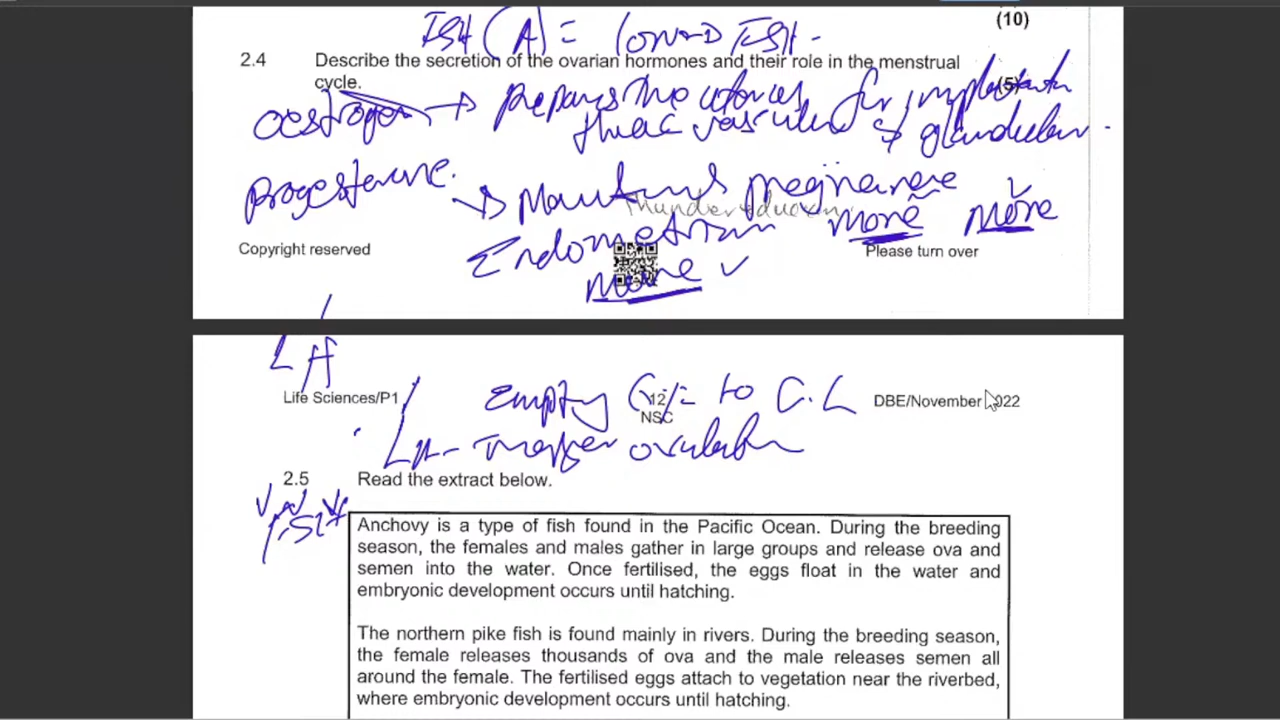 (10)
FSH (A) = FSH -
2.4 Describe the secretion of the ovarian hormones and their role in the menstrual
cycle. (5)
oestrogen → prepares the uterus for implantation
thick vascular & glandular.
progesterone. → Maintains pregnancy
more more
Endometrium
more
Copyright reserved Please turn over
LH
Life Sciences/P1 12 DBE/November 2022
NSC
Empty to C.L
LH - Trigger ovulation
2.5 Read the extract below.
FSH
Anchovy is a type of fish found in the Pacific Ocean. During the breeding
season, the females and males gather in large groups and release ova and
semen into the water. Once fertilised, the eggs float in the water and
embryonic development occurs until hatching.
The northern pike fish is found mainly in rivers. During the breeding season,
the female releases thousands of ova and the male releases semen all
around the female. The fertilised eggs attach to vegetation near the riverbed,
where embryonic development occurs until hatching.